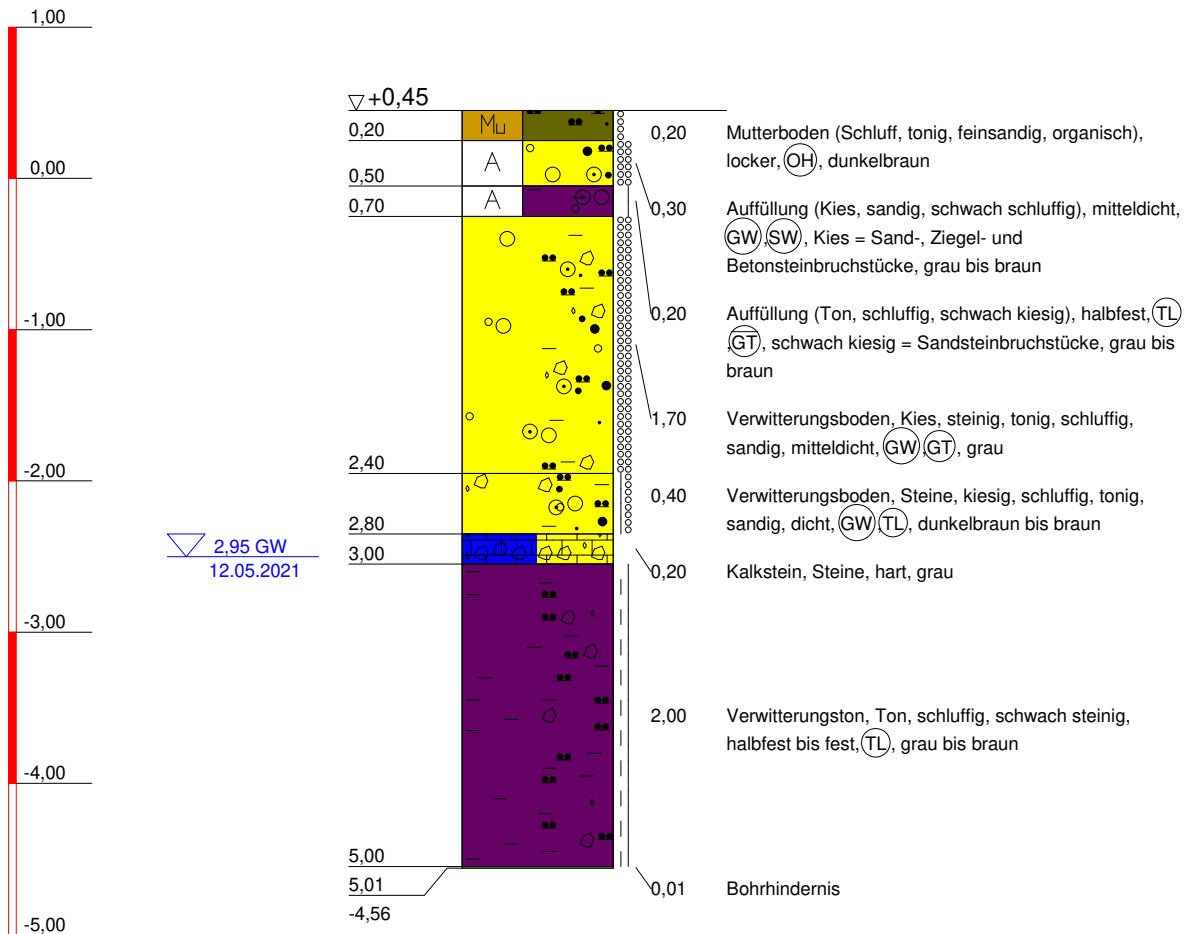 1,00
0,00
-1,00
-2,00
-3,00
-4,00
-5,00
+0,45
0,20
0,50
0,70
2,40
2,80
3,00
5,00
5,01
-4,56
2,95 GW
12.05.2021
Mu
A
A
0,20 Mutterboden (Schluff, tonig, feinsandig, organisch),
locker, OH, dunkelbraun
0,30 Auffüllung (Kies, sandig, schwach schluffig), mitteldicht,
GW, SW, Kies = Sand-, Ziegel- und
Betonsteinbruchstücke, grau bis braun
0,20 Auffüllung (Ton, schluffig, schwach kiesig), halbfest, TL
, G̅T̅, schwach kiesig = Sandsteinbruchstücke, grau bis
braun
1,70 Verwitterungsboden, Kies, steinig, tonig, schluffig,
sandig, mitteldicht, GW, GT, grau
0,40 Verwitterungsboden, Steine, kiesig, schluffig, tonig,
sandig, dicht, GW, TL, dunkelbraun bis braun
0,20 Kalkstein, Steine, hart, grau
2,00 Verwitterungston, Ton, schluffig, schwach steinig,
halbfest bis fest, TL, grau bis braun
0,01 Bohrhindernis